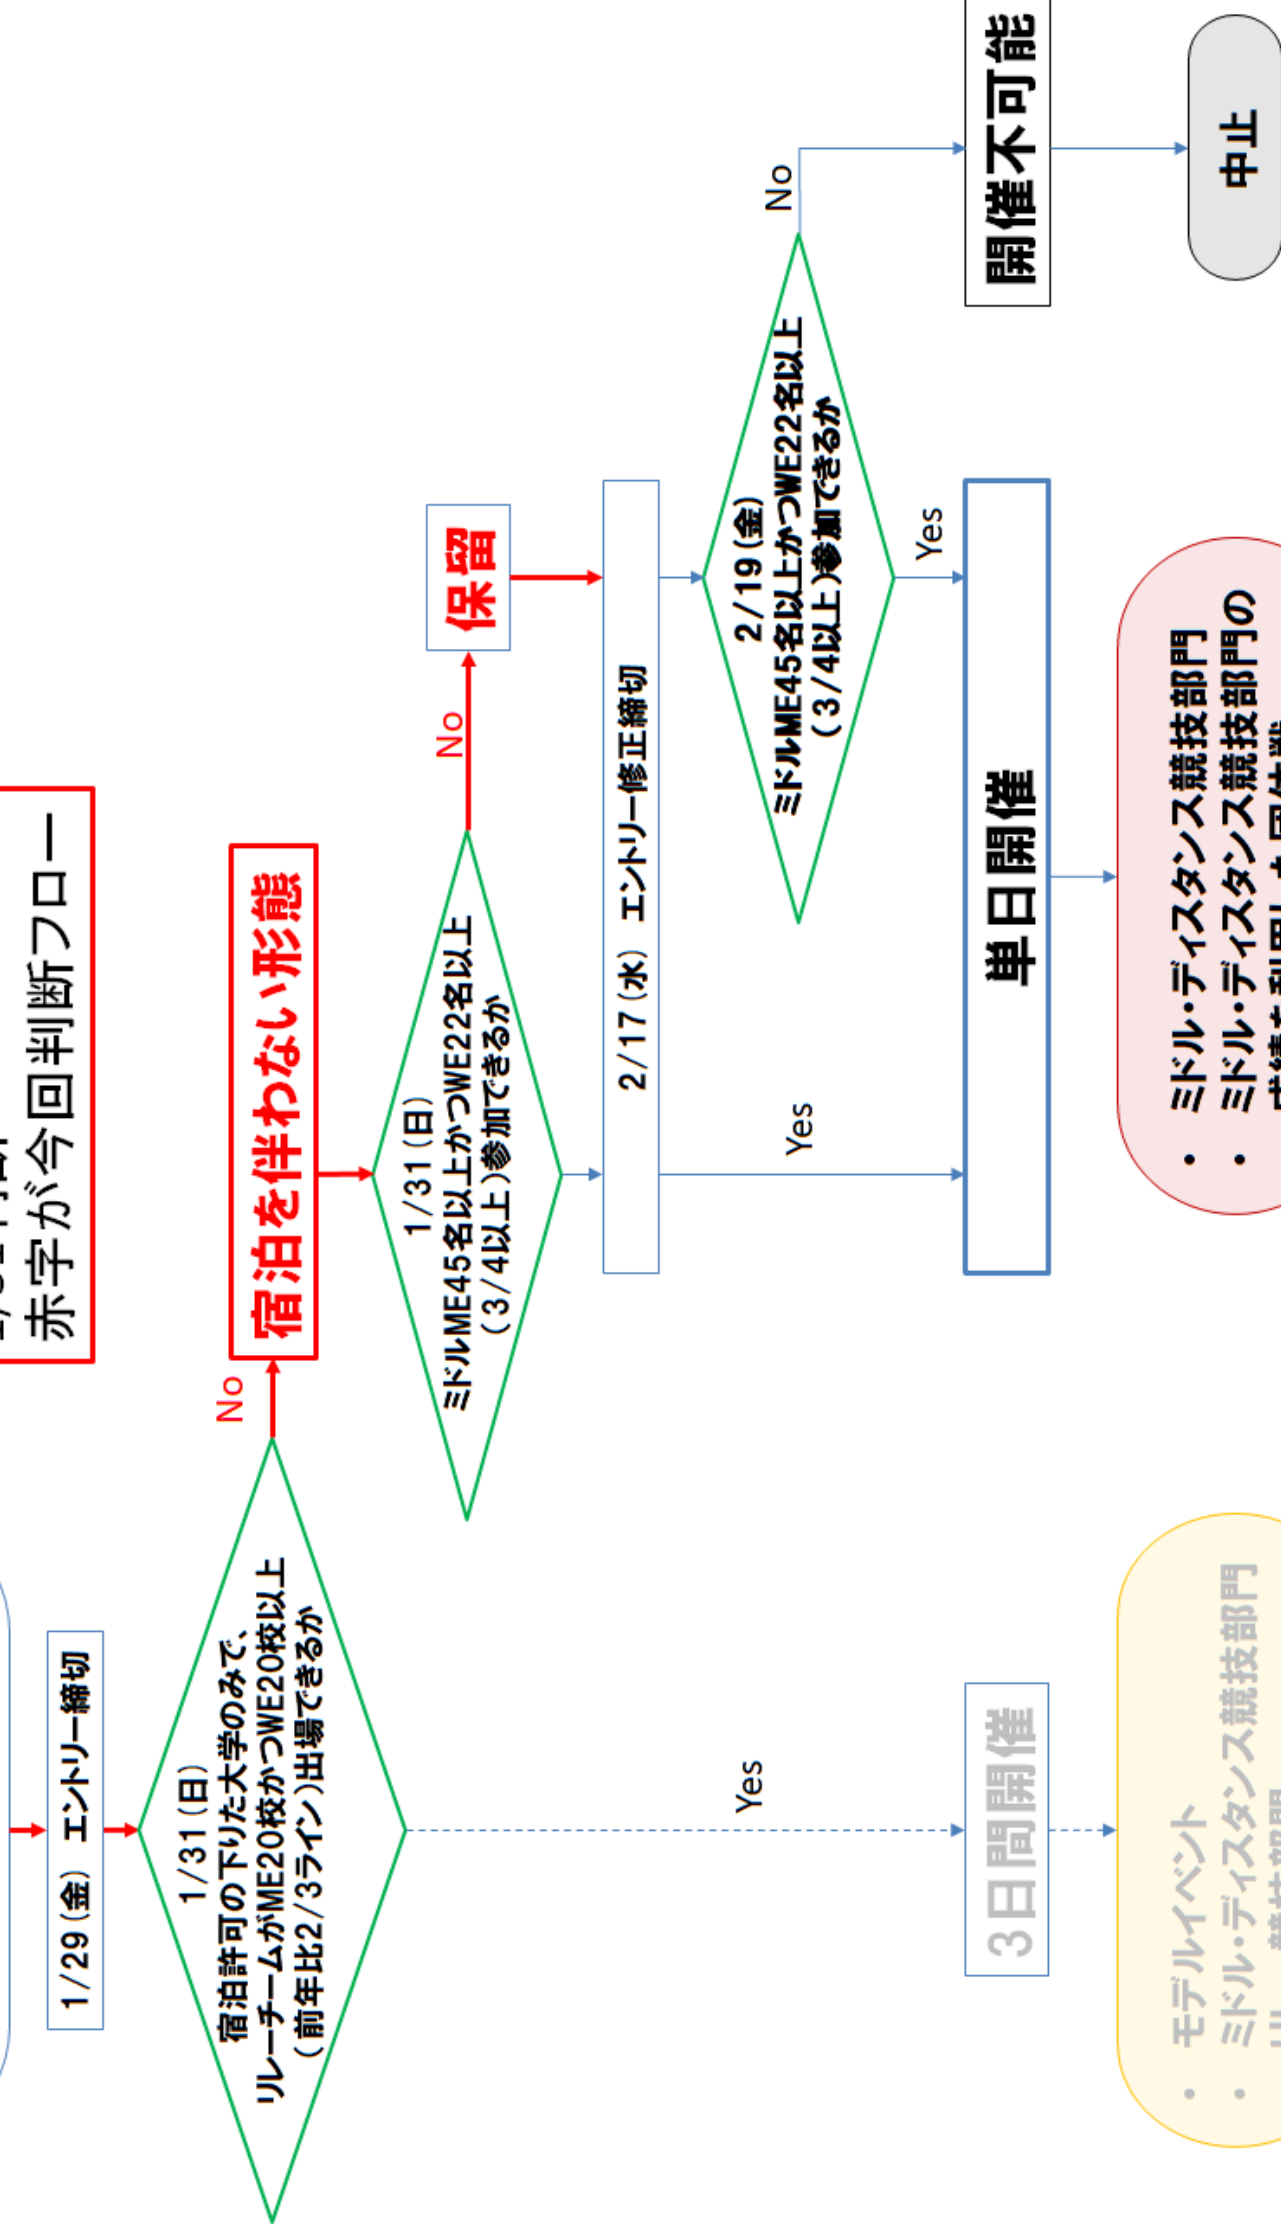 赤字が今回判断フロー
1/29(金) エントリー締切
1/31(日)
宿泊許可の下りた大学のみで、
リレーチームがME20校かつWE20校以上
(前年比2/3ライン)出場できるか
No
宿泊を伴わない形態
1/31(日)
ミドルME45名以上かつWE22名以上
(3/4以上)参加できるか
No
保留
2/17(水) エントリー修正締切
2/19(金)
ミドルME45名以上かつWE22名以上
(3/4以上)参加できるか
No
Yes
Yes
Yes
3日間開催
単日開催
開催不可能
・ モデルイベント
・ ミドル・ディスタンス競技部門
・ ミドル・ディスタンス競技部門
・ ミドル・ディスタンス競技部門の
中止